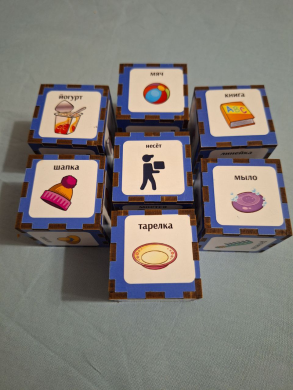 мяч
йогурт
книга
несёт
шапка
мыло
тарелка